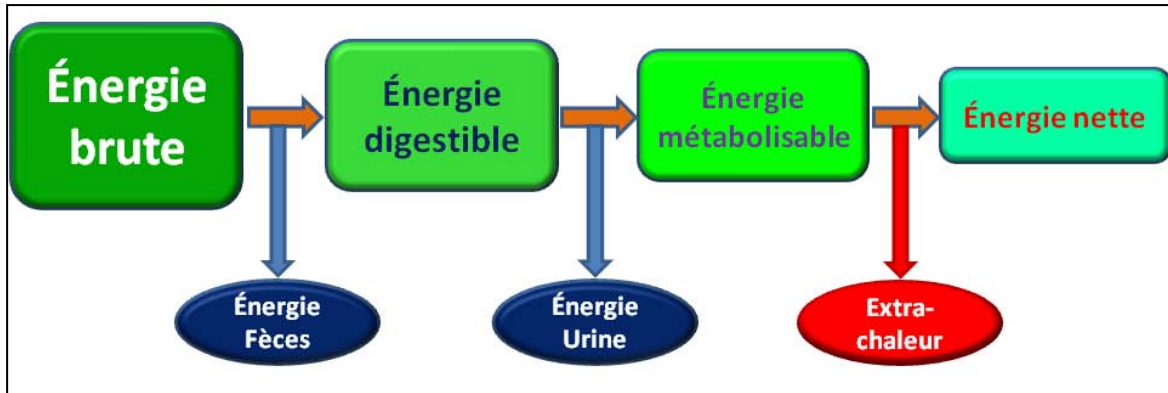 Énergie
brute
Énergie
digestible
Énergie
métabolisable
Énergie nette
Énergie
Fèces
Énergie
Urine
Extra-
chaleur